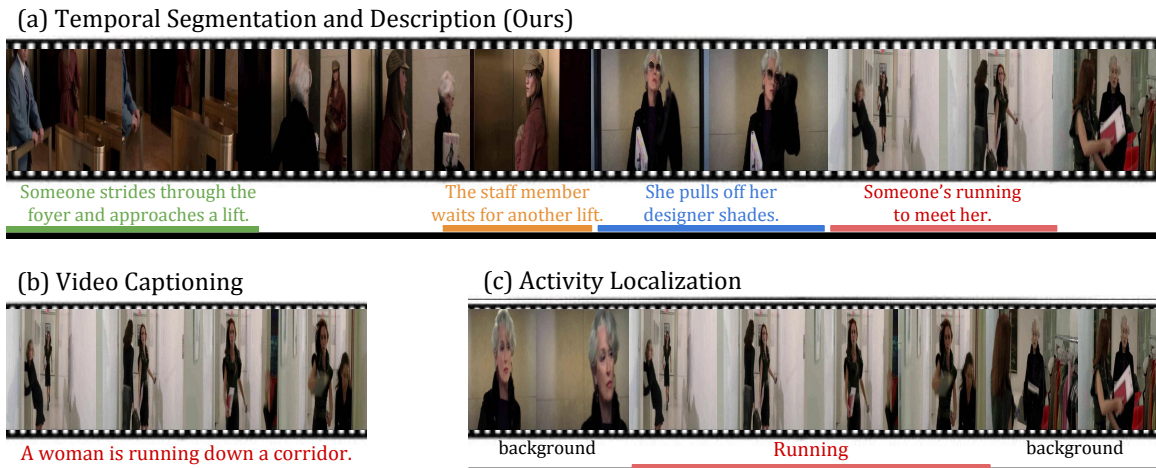 (a) Temporal Segmentation and Description (Ours)
Someone strides through the
foyer and approaches a lift.
The staff member
waits for another lift.
She pulls off her
designer shades.
Someone’s running
to meet her.
(b) Video Captioning
A woman is running down a corridor.
(c) Activity Localization
background
Running
background